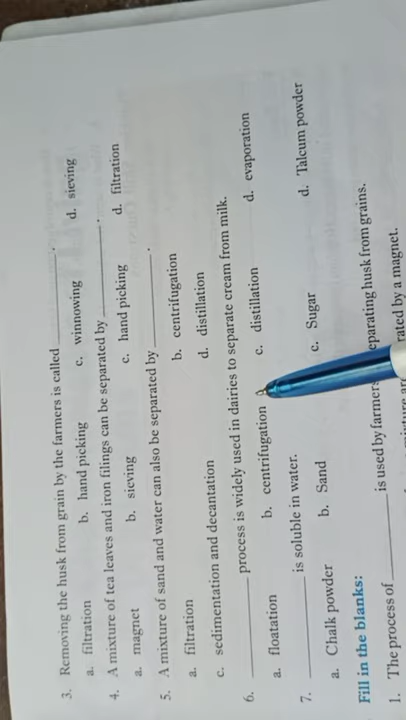 3. Removing the husk from grain by the farmers is called ________.
a. filtration b. hand picking c. winnowing d. sieving
4. A mixture of tea leaves and iron filings can be separated by ________.
a. magnet b. sieving c. hand picking d. filtration
5. A mixture of sand and water can also be separated by ________.
a. filtration b. centrifugation
c. sedimentation and decantation d. distillation
6. ________ process is widely used in dairies to separate cream from milk.
a. floatation b. centrifugation c. distillation d. evaporation
7. ________ is soluble in water.
a. Chalk powder b. Sand c. Sugar d. Talcum powder
Fill in the blanks:
1. The process of ________ is used by farmers eparating husk from grains.
rated by a magnet.